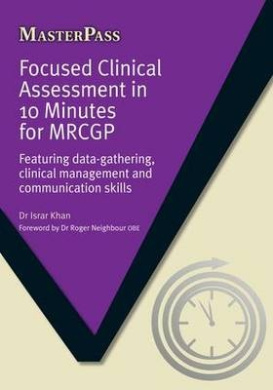 MASTERPASS
Focused Clinical
Assessment in
10 Minutes
for MRCGP
Featuring data-gathering,
clinical management and
communication skills
Dr Israr Khan
Foreword by Dr Roger Neighbour OBE